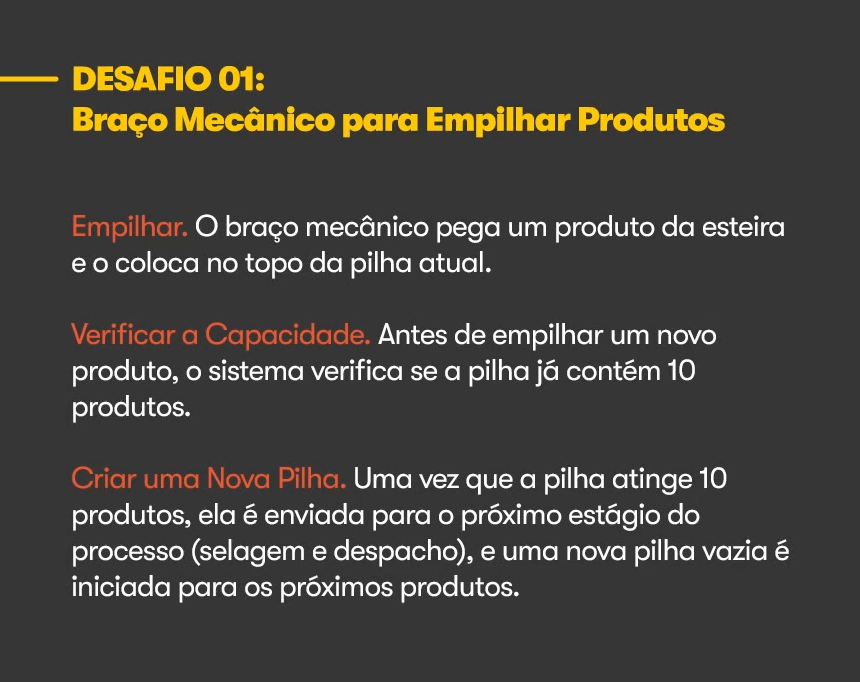 DESAFIO 01:
Braço Mecânico para Empilhar Produtos
Empilhar. O braço mecânico pega um produto da esteira
e o coloca no topo da pilha atual.
Verificar a Capacidade. Antes de empilhar um novo
produto, o sistema verifica se a pilha já contém 10
produtos.
Criar uma Nova Pilha. Uma vez que a pilha atinge 10
produtos, ela é enviada para o próximo estágio do
processo (selagem e despacho), e uma nova pilha vazia é
iniciada para os próximos produtos.